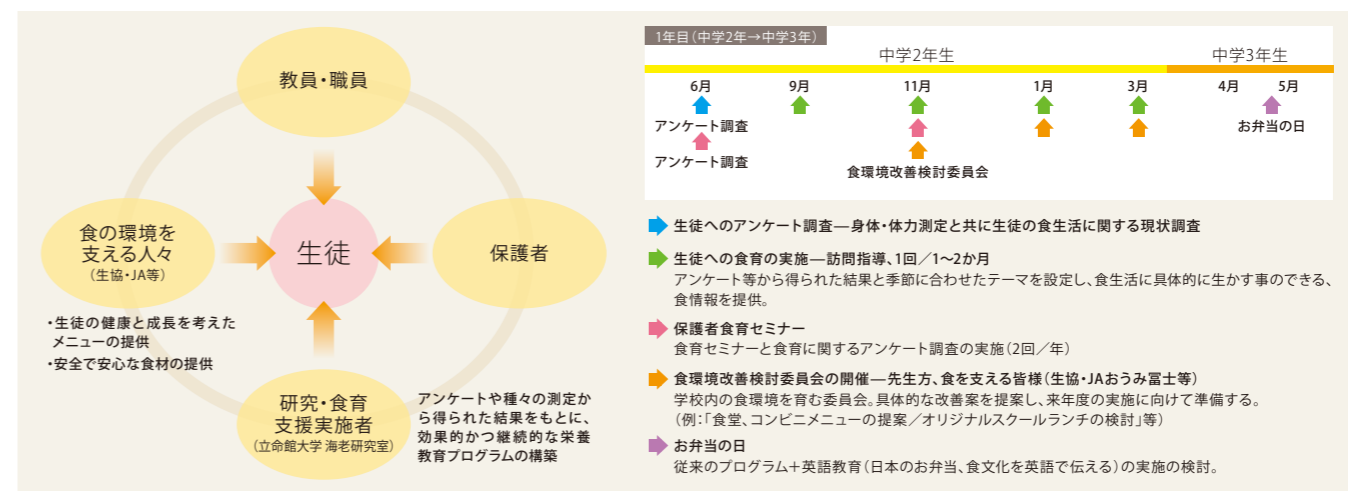 教員・職員
食の環境を
支える人々
(生協・JA等)
生徒
保護者
・生徒の健康と成長を考えた
メニューの提供
・安全で安心な食材の提供
研究・食育
支援実施者
(立命館大学 海老研究室)
アンケートや種々の測定か
ら得られた結果をもとに、
効果的かつ継続的な栄養
教育プログラムの構築
1年目(中学2年→中学3年)
中学2年生 中学3年生
6月 9月 11月 1月 3月 4月 5月
アンケート調査 お弁当の日
アンケート調査
食環境改善検討委員会
生徒へのアンケート調査―身体・体力測定と共に生徒の食生活に関する現状調査
生徒への食育の実施―訪問指導、1回/1〜2か月
アンケート等から得られた結果と季節に合わせたテーマを設定し、食生活に具体的に生かす事のできる、
食情報を提供。
保護者食育セミナー
食育セミナーと食育に関するアンケート調査の実施(2回/年)
食環境改善検討委員会の開催―先生方、食を支える皆様(生協・JAおうみ冨士等)
学校内の食環境を育む委員会。具体的な改善案を提案し、来年度の実施に向けて準備する。
(例:「食堂、コンビニメニューの提案/オリジナルスクールランチの検討」等)
お弁当の日
従来のプログラム+英語教育(日本のお弁当、食文化を英語で伝える)の実施の検討。